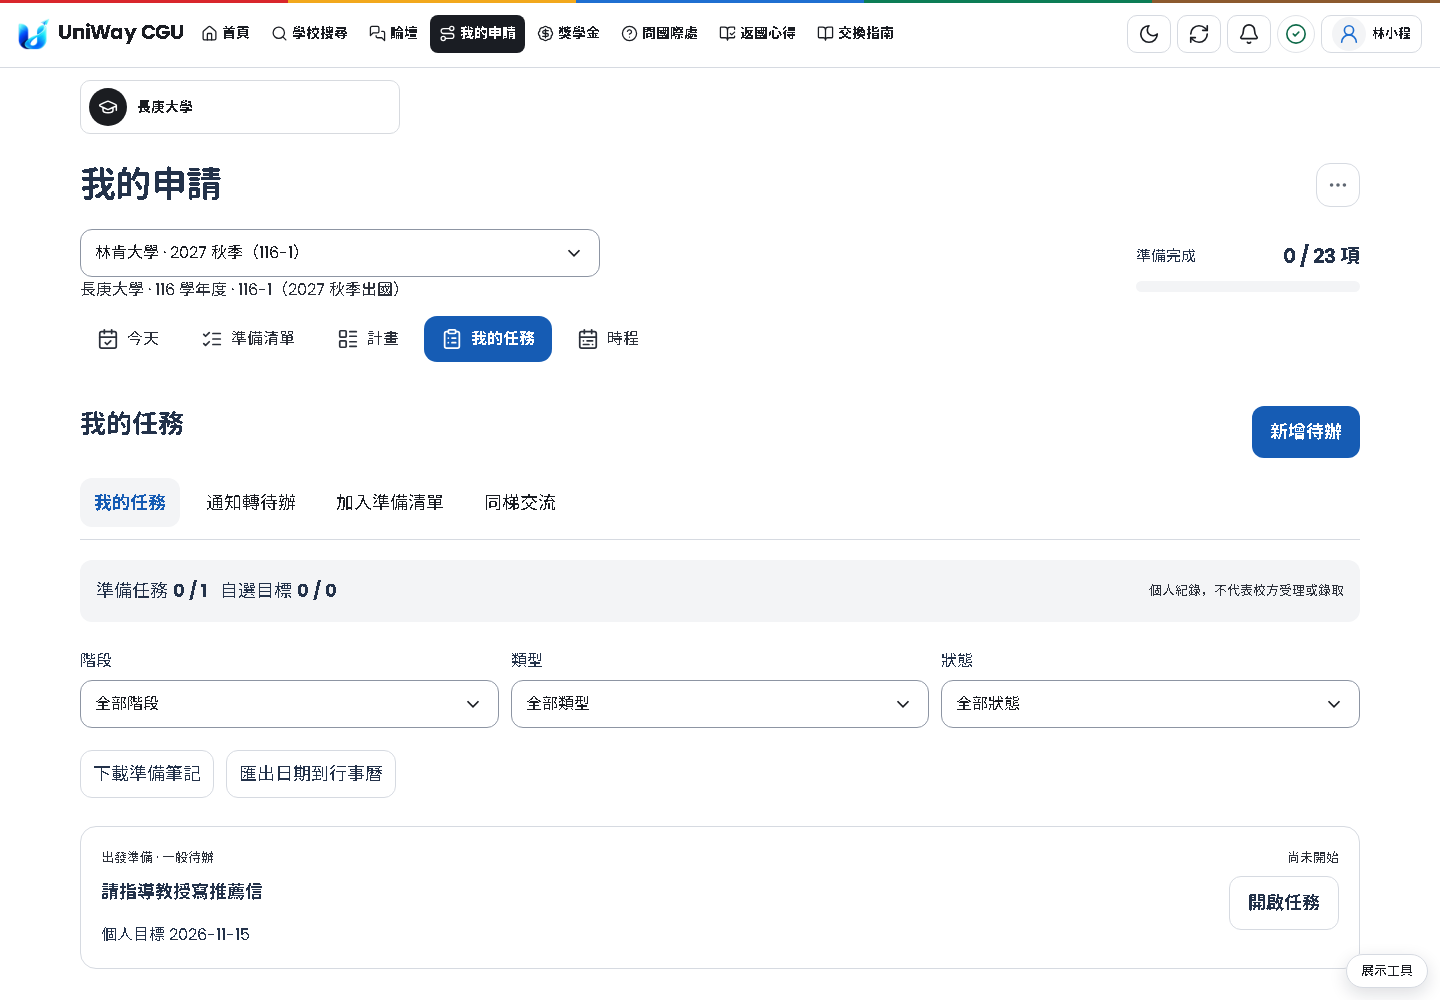 UniWay CGU 首頁 學校搜尋 論壇 我的申請 獎學金 問國際處 返國心得 交換指南 林小程
長庚大學
我的申請
林肯大學 · 2027 秋季（116-1）
準備完成 0 / 23 項
長庚大學 · 116 學年度 · 116-1（2027 秋季出國）
今天 準備清單 計畫 我的任務 時程
我的任務
新增待辦
我的任務 通知轉待辦 加入準備清單 同梯交流
準備任務 0 / 1 自選目標 0 / 0 個人紀錄，不代表校方受理或錄取
階段 類型 狀態
全部階段 全部類型 全部狀態
下載準備筆記 匯出日期到行事曆
出發準備 · 一般待辦 尚未開始
請指導教授寫推薦信
開啟任務
個人目標 2026-11-15
展示工具